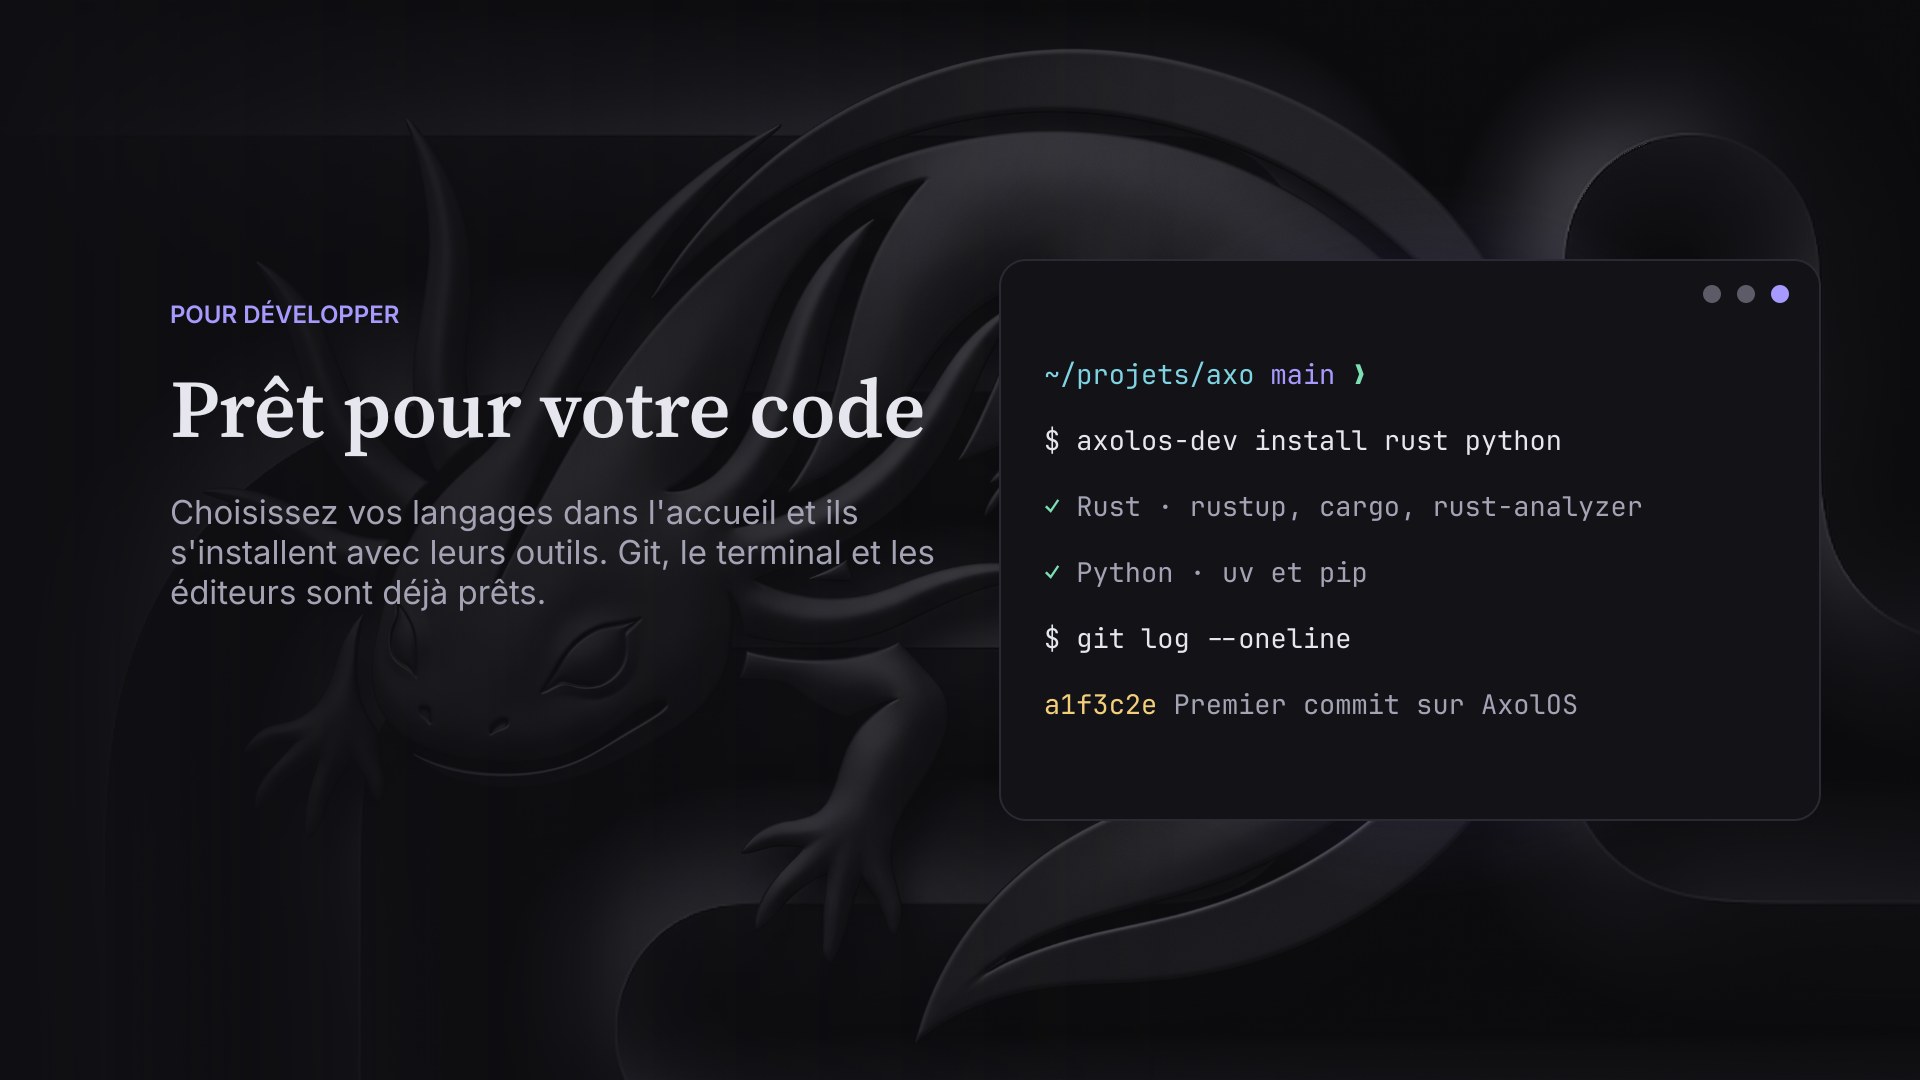 POUR DÉVELOPPER
Prêt pour votre code
Choisissez vos langages dans l'accueil et ils
s'installent avec leurs outils. Git, le terminal et les
éditeurs sont déjà prêts.
~/projets/axo main ❯
$ axolos-dev install rust python
✓ Rust · rustup, cargo, rust-analyzer
✓ Python · uv et pip
$ git log --oneline
a1f3c2e Premier commit sur AxolOS